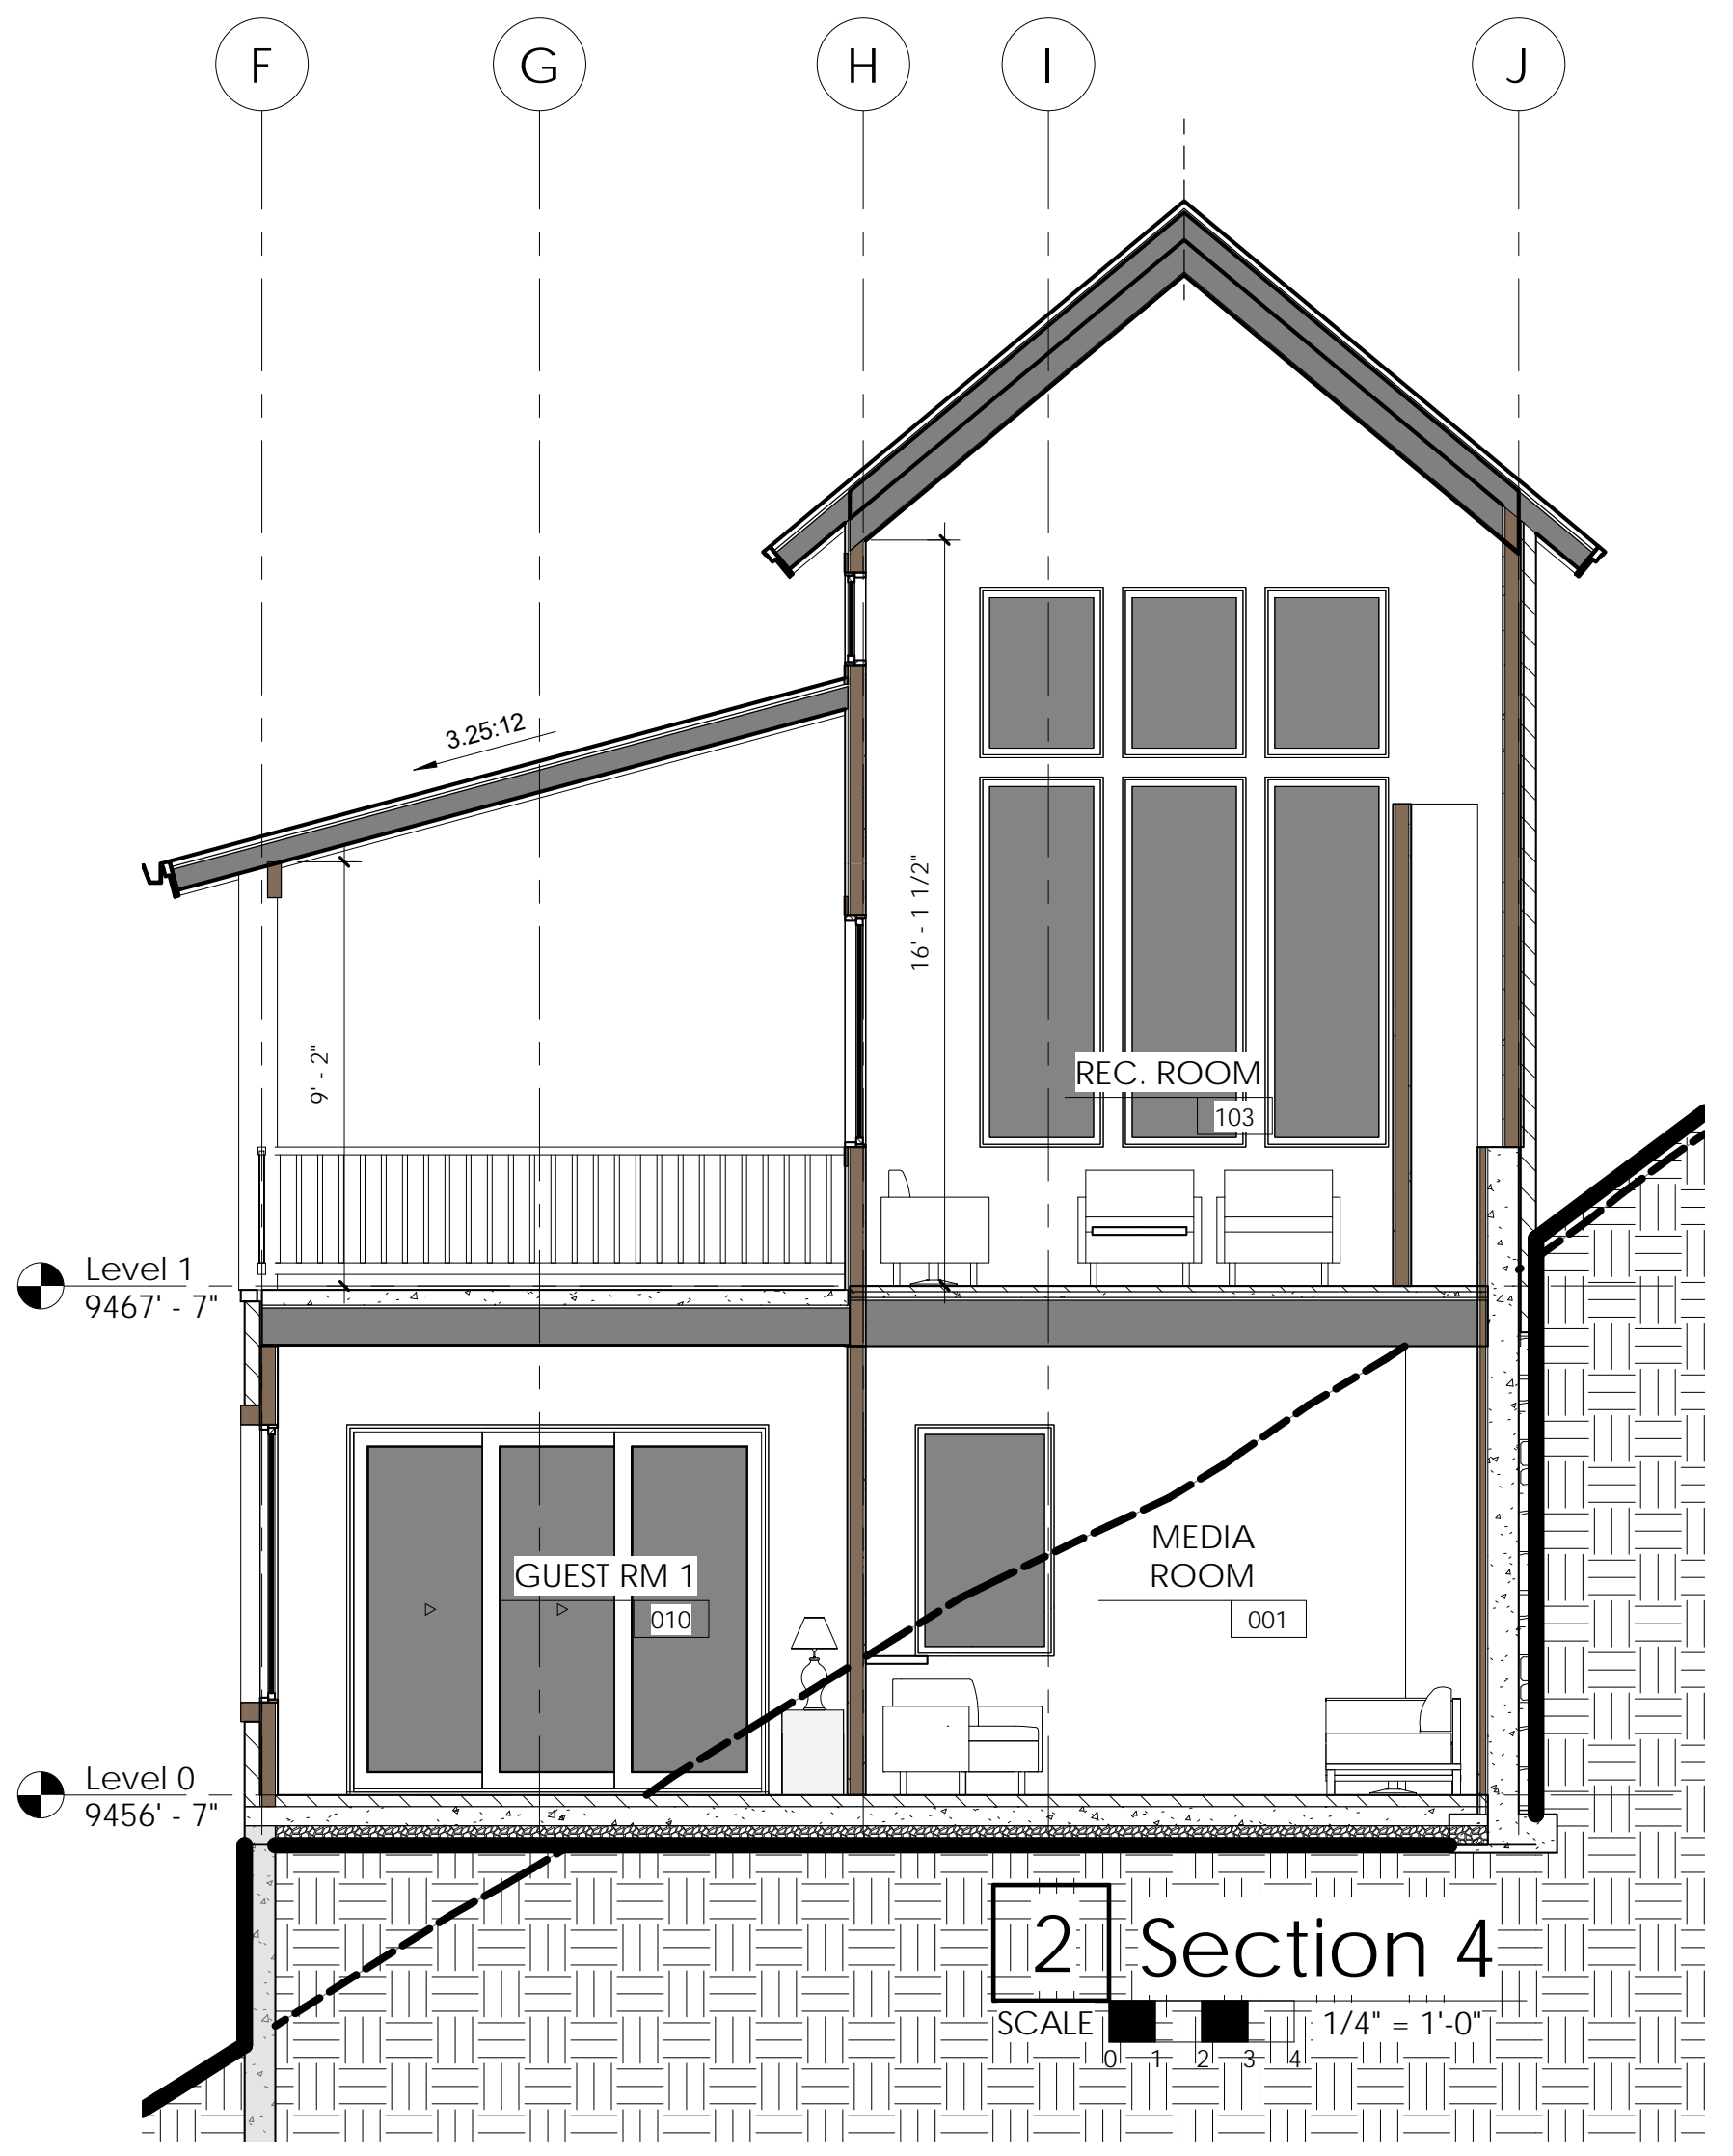 F
G
H
I
J
3.25:12
16' - 1 1/2"
9' - 2"
REC. ROOM
103
Level 1
9467' - 7"
MEDIA
ROOM
001
GUEST RM 1
010
Level 0
9456' - 7"
2
Section 4
SCALE
1/4" = 1'-0"
0 1 2 3 4